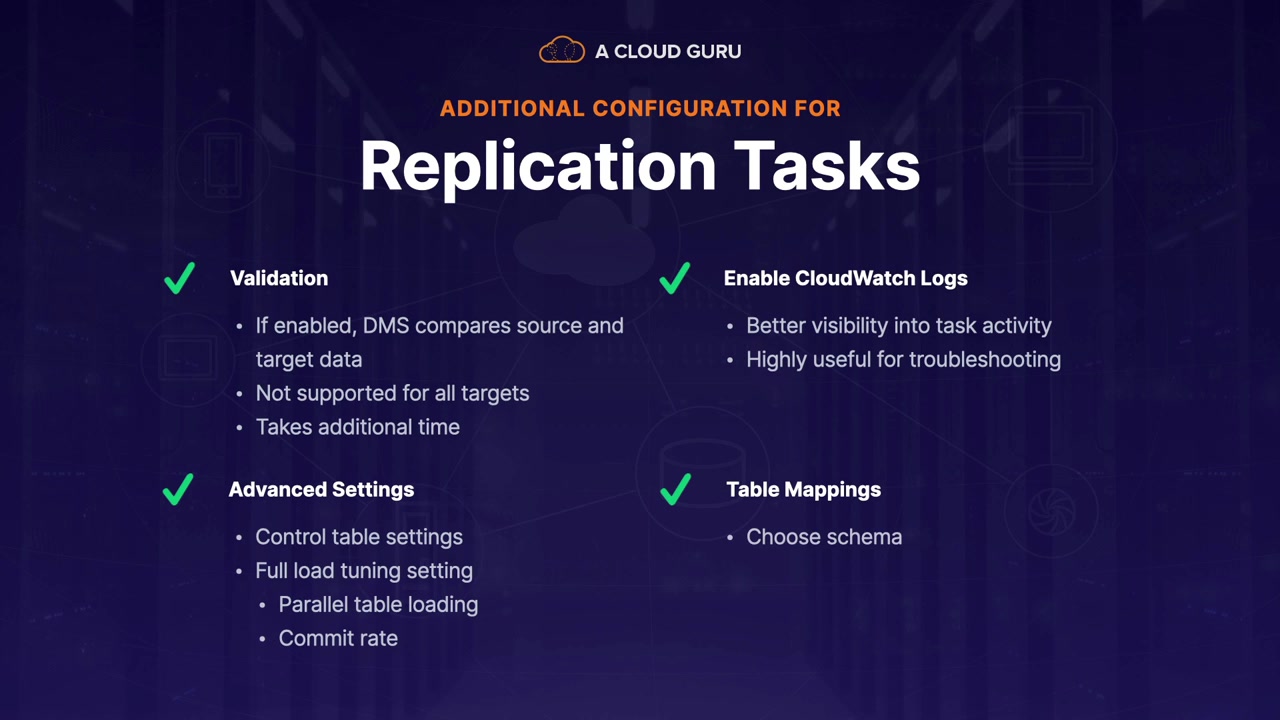 A CLOUD GURU
ADDITIONAL CONFIGURATION FOR
Replication Tasks
Validation
• If enabled, DMS compares source and
target data
• Not supported for all targets
• Takes additional time
Enable CloudWatch Logs
• Better visibility into task activity
• Highly useful for troubleshooting
Advanced Settings
• Control table settings
• Full load tuning setting
• Parallel table loading
• Commit rate
Table Mappings
• Choose schema